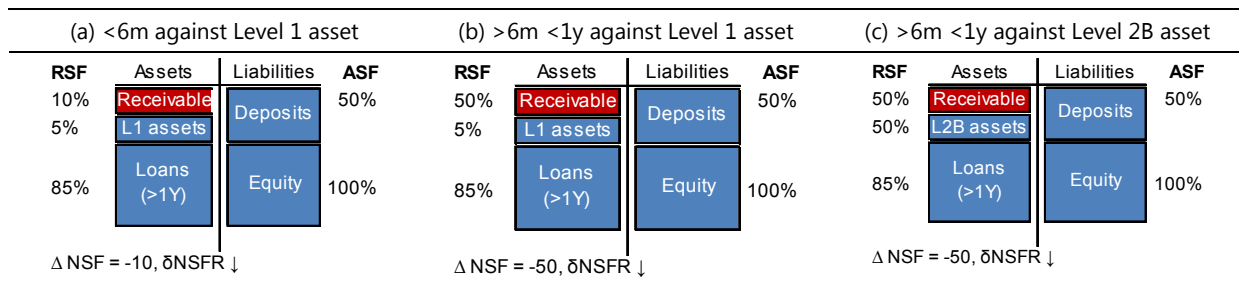 (a) <6m against Level 1 asset
RSF Assets Liabilities ASF
10% Receivable Deposits 50%
5% L1 assets
85% Loans (>1Y) Equity 100%
Δ NSF = -10, δNSFR ↓
(b) >6m <1y against Level 1 asset
RSF Assets Liabilities ASF
50% Receivable Deposits 50%
5% L1 assets
85% Loans (>1Y) Equity 100%
Δ NSF = -50, δNSFR ↓
(c) >6m <1y against Level 2B asset
RSF Assets Liabilities ASF
50% Receivable Deposits 50%
50% L2B assets
85% Loans (>1Y) Equity 100%
Δ NSF = -50, δNSFR ↓